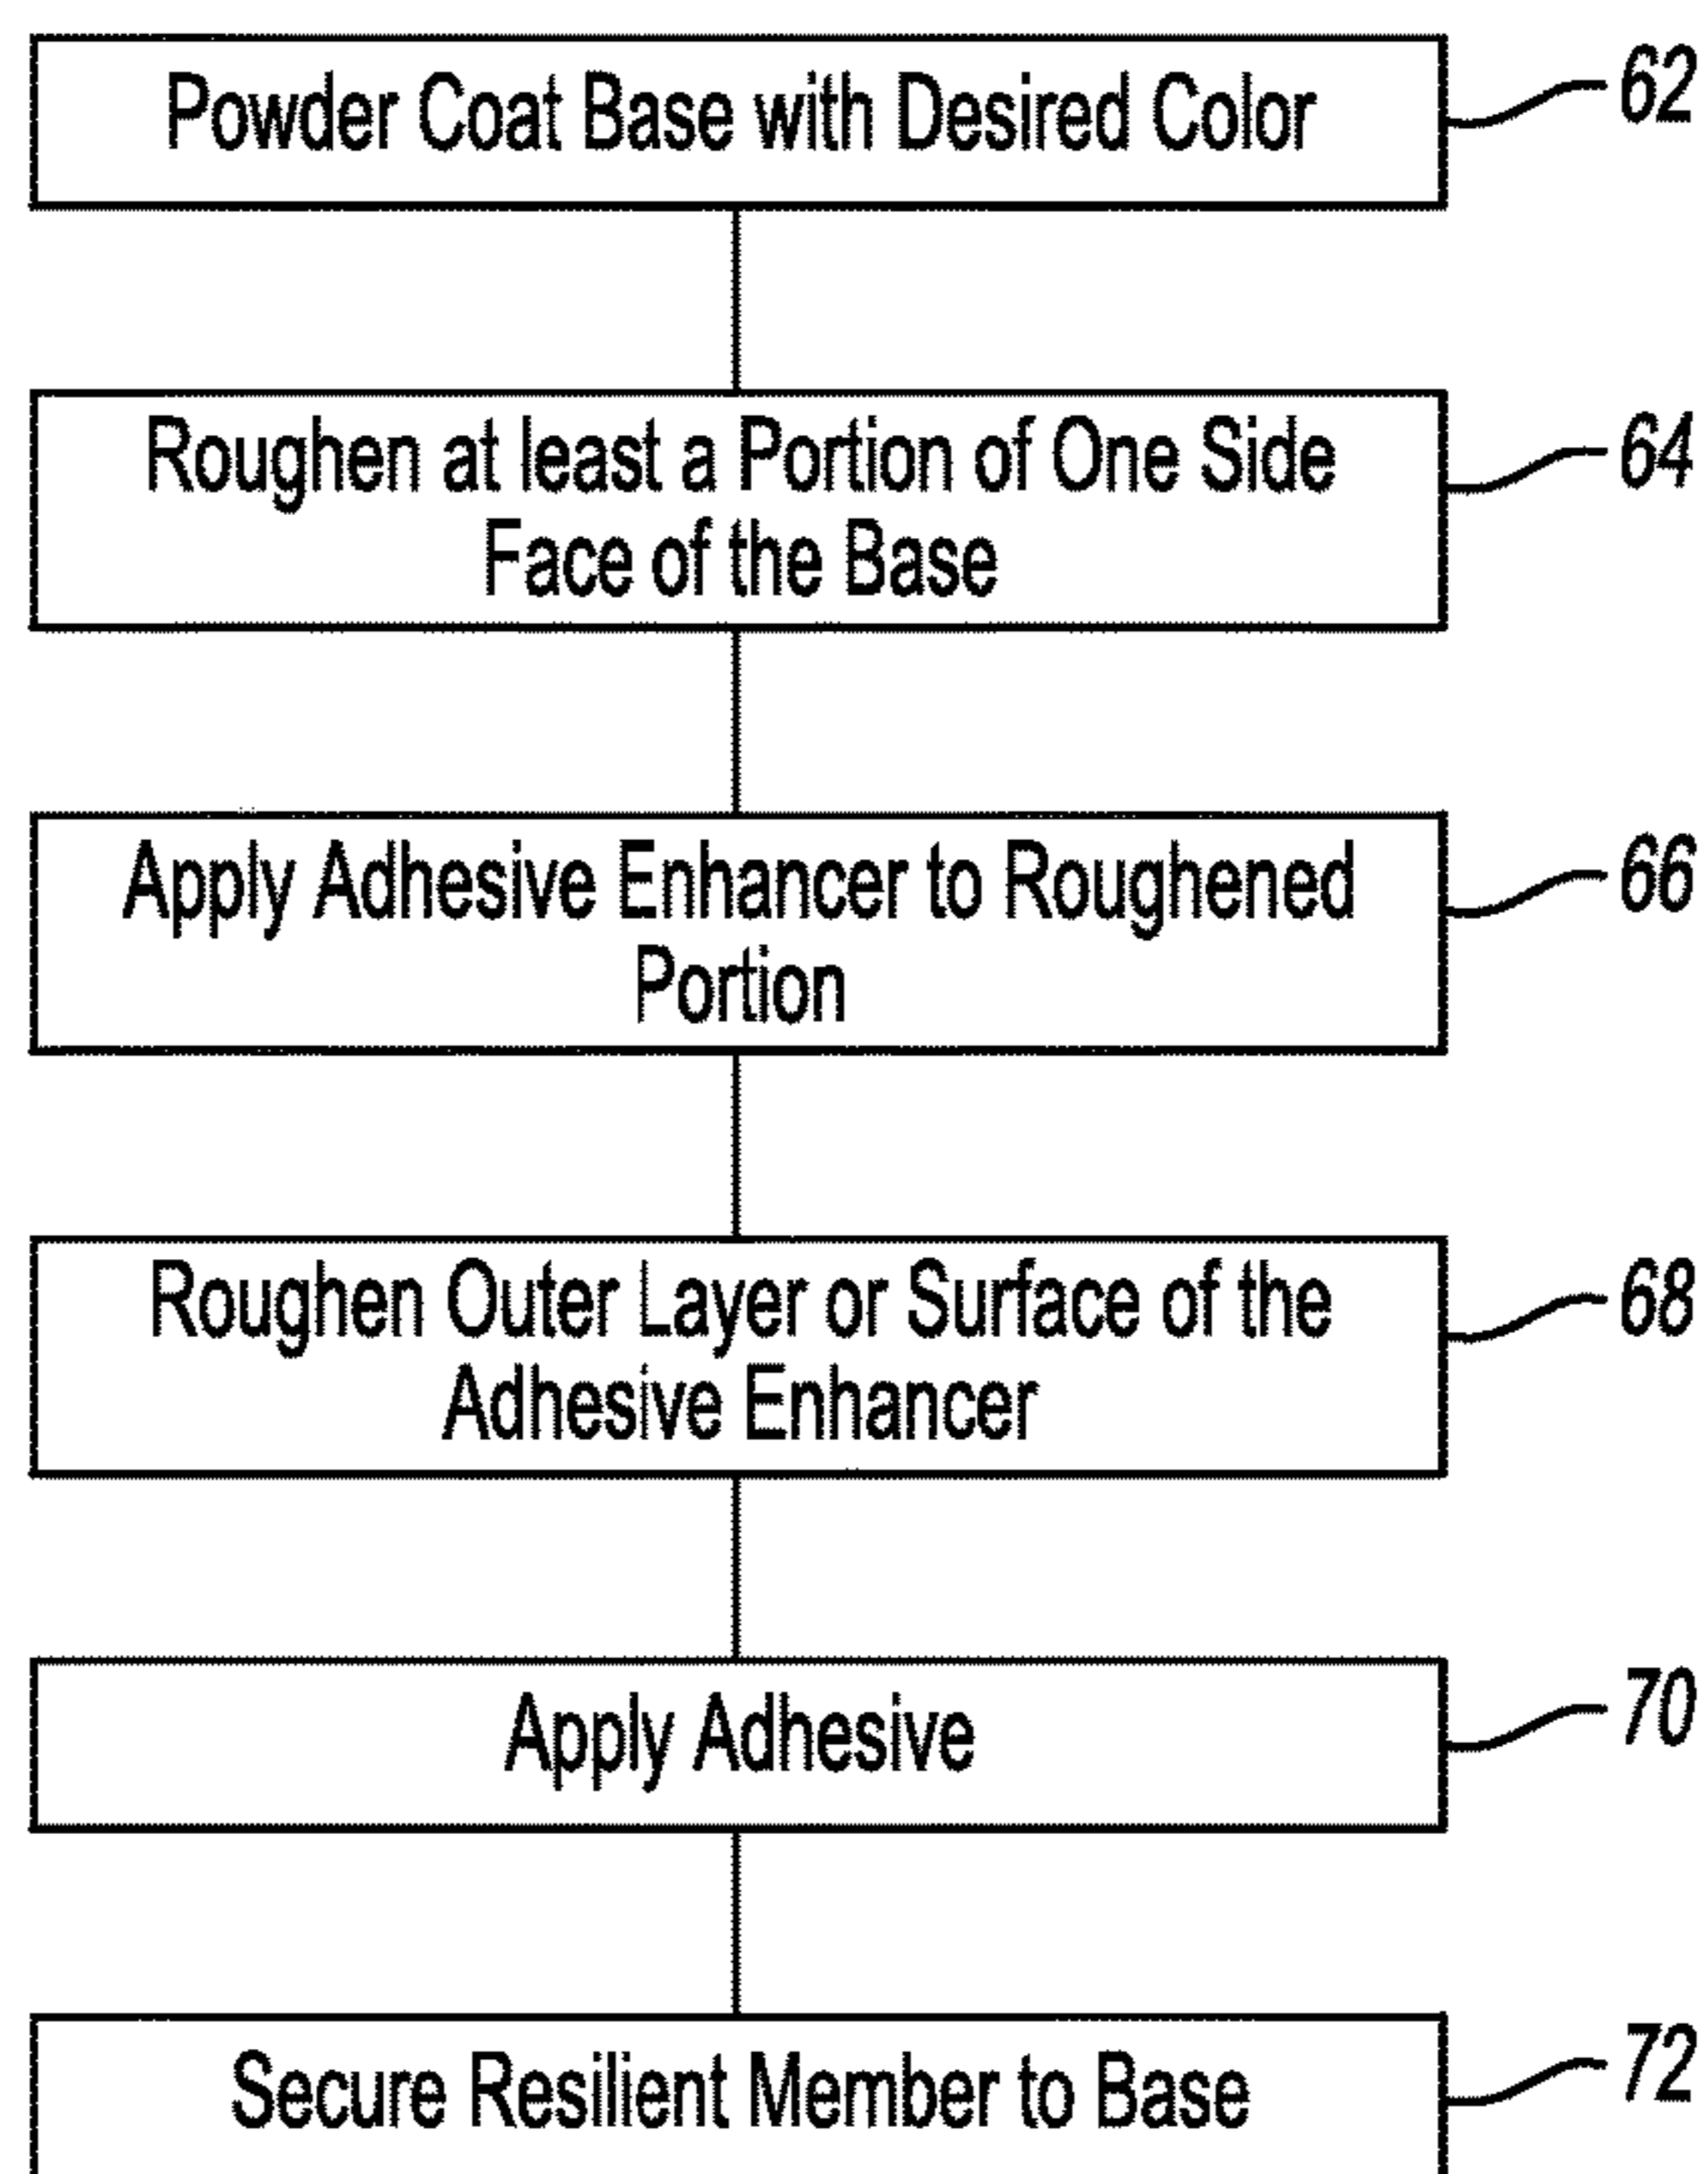 Powder Coat Base with Desired Color
62
Roughen at least a Portion of One Side
Face of the Base
64
Apply Adhesive Enhancer to Roughened
Portion
66
Roughen Outer Layer or Surface of the
Adhesive Enhancer
68
Apply Adhesive
70
Secure Resilient Member to Base
72